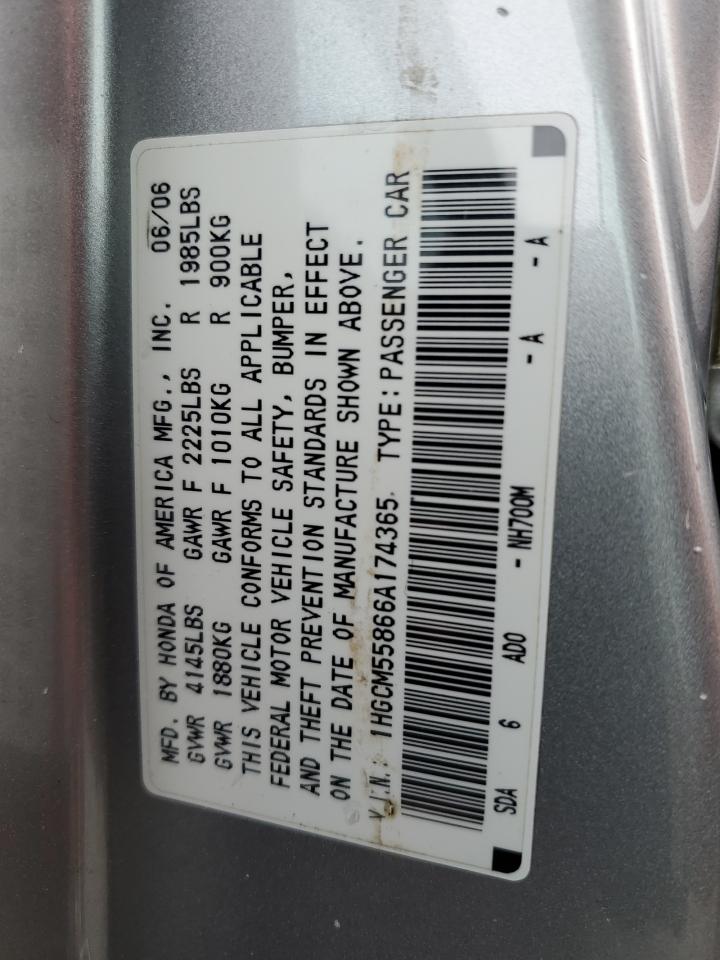 MFD. BY HONDA OF AMERICA MFG., INC. 06/06
GVWR 4145LBS GAWR F 2225LBS R 1985LBS
GVWR 1880KG GAWR F 1010KG R 900KG
THIS VEHICLE CONFORMS TO ALL APPLICABLE
FEDERAL MOTOR VEHICLE SAFETY, BUMPER,
AND THEFT PREVENTION STANDARDS IN EFFECT
ON THE DATE OF MANUFACTURE SHOWN ABOVE.
V.I.N.: 1HGCM55866A174365 TYPE:PASSENGER CAR
SDA 6 AD0 - NH700M - A - A